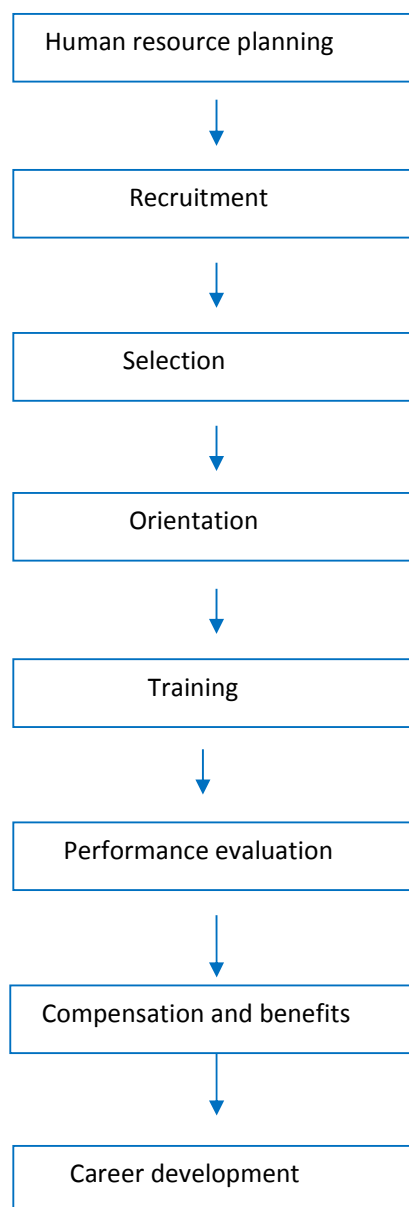 Human resource planning
Recruitment
Selection
Orientation
Training
Performance evaluation
Compensation and benefits
Career development